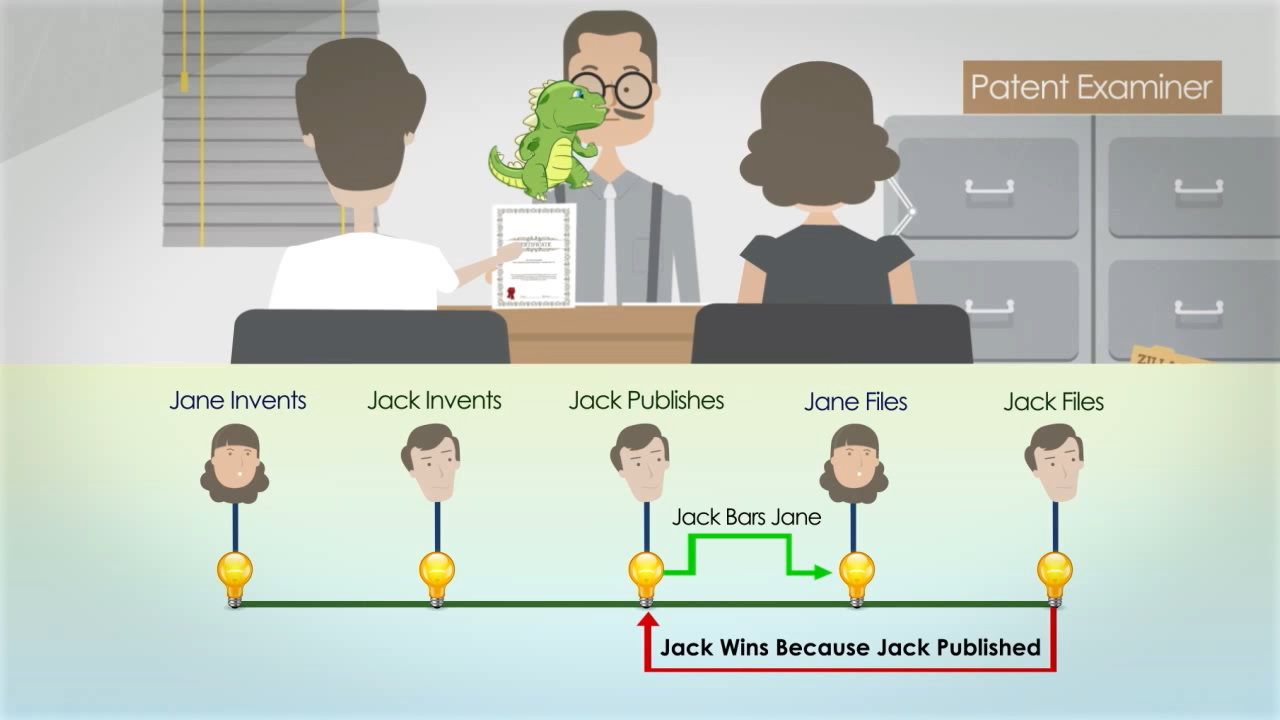 Patent Examiner
CERTIFICATE
Jane Invents
Jack Invents
Jack Publishes
Jane Files
Jack Files
Jack Bars Jane
Jack Wins Because Jack Published